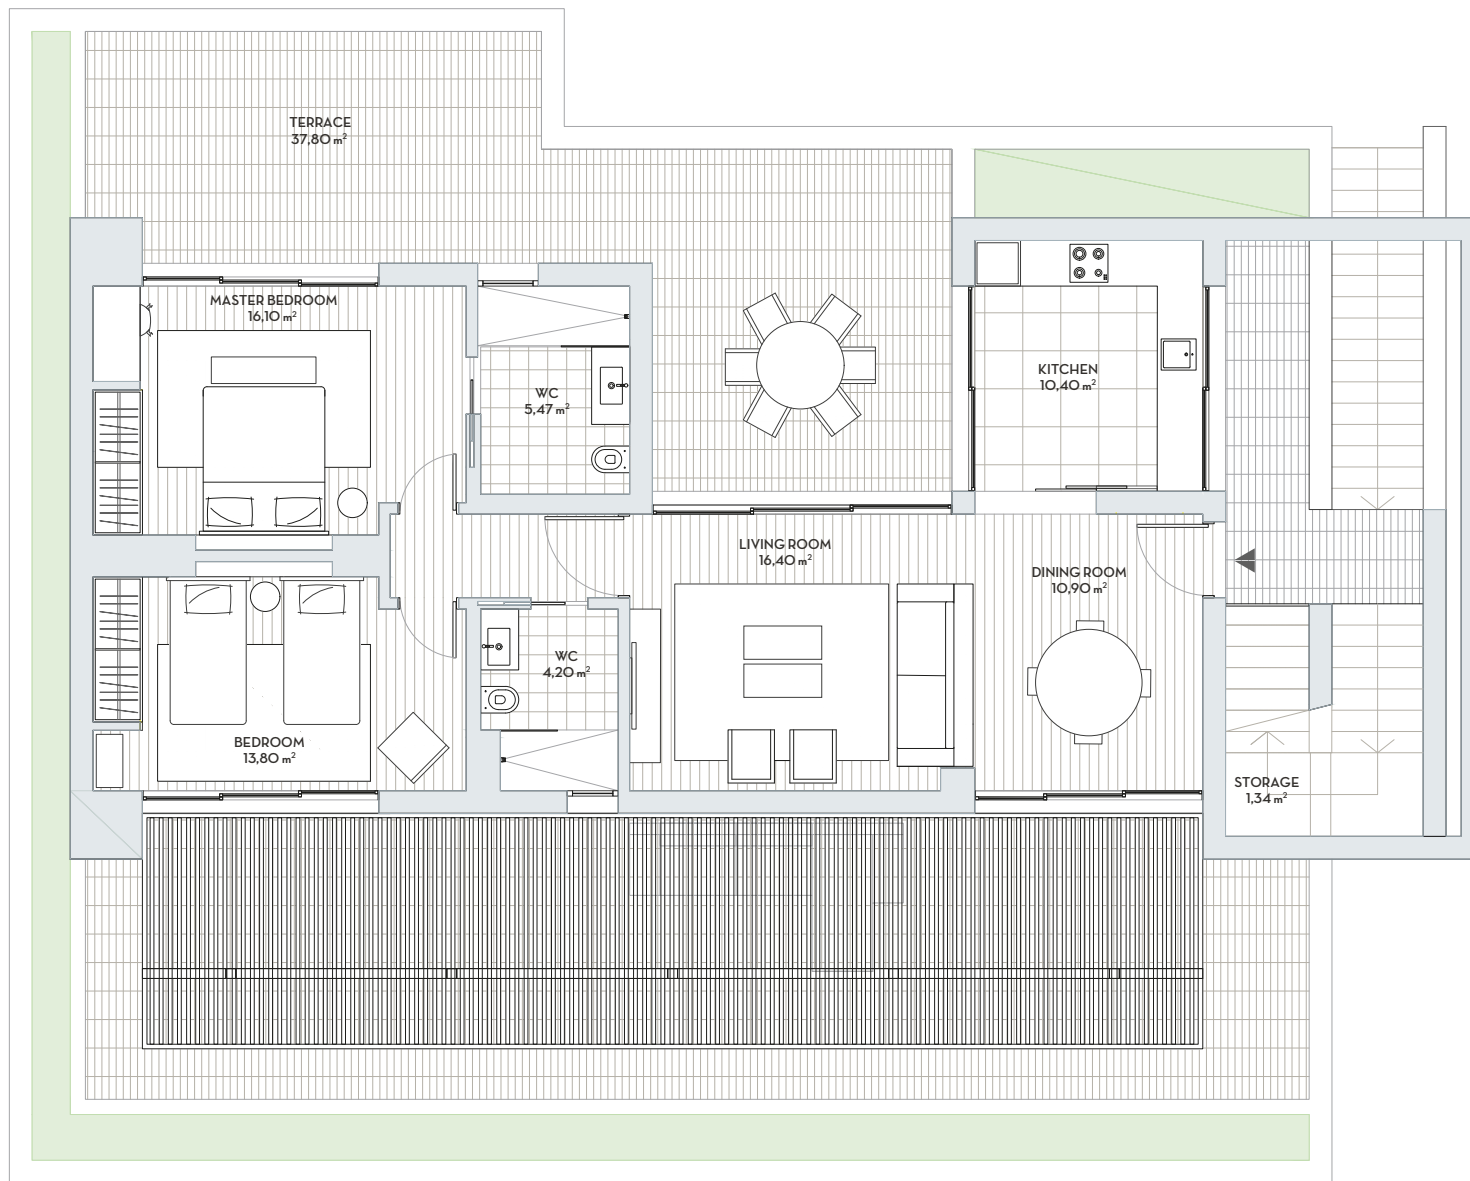 TERRACE
37,80 m²
MASTER BEDROOM
16,10 m²
WC
5,47 m²
KITCHEN
10,40 m²
LIVING ROOM
16,40 m²
DINING ROOM
10,90 m²
WC
4,20 m²
BEDROOM
13,80 m²
STORAGE
1,34 m²